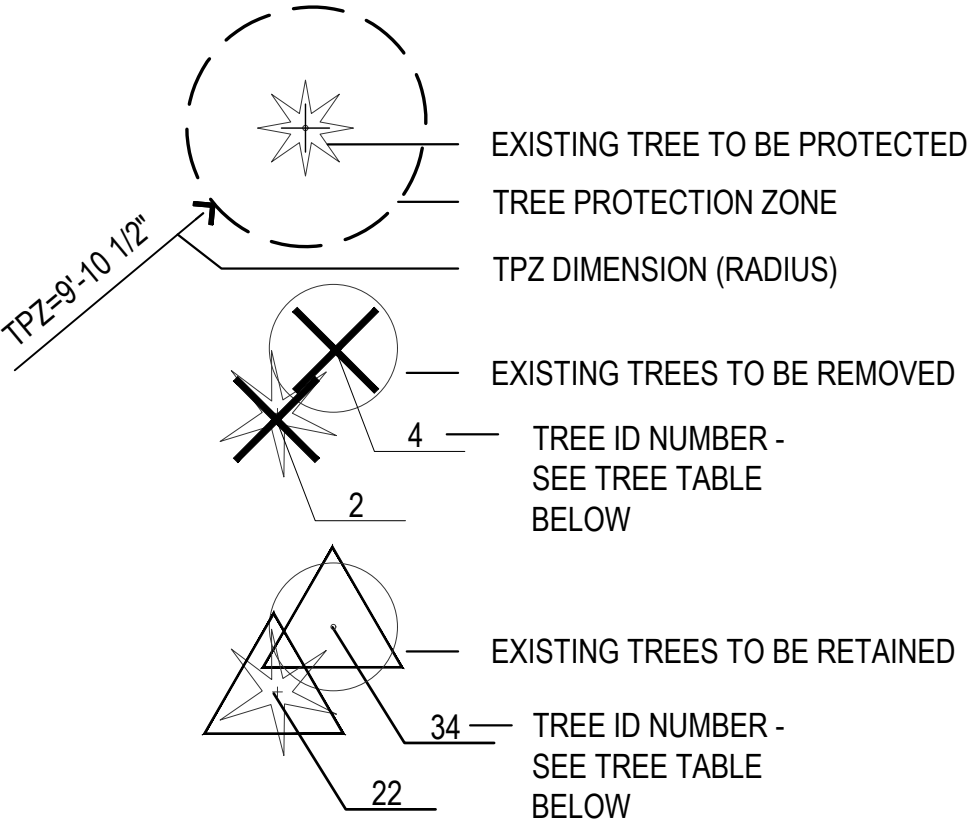 EXISTING TREE TO BE PROTECTED
TREE PROTECTION ZONE
TPZ DIMENSION (RADIUS)
TPZ=9'-10 1/2"
EXISTING TREES TO BE REMOVED
4
TREE ID NUMBER -
SEE TREE TABLE
BELOW
2
EXISTING TREES TO BE RETAINED
34
TREE ID NUMBER -
SEE TREE TABLE
BELOW
22